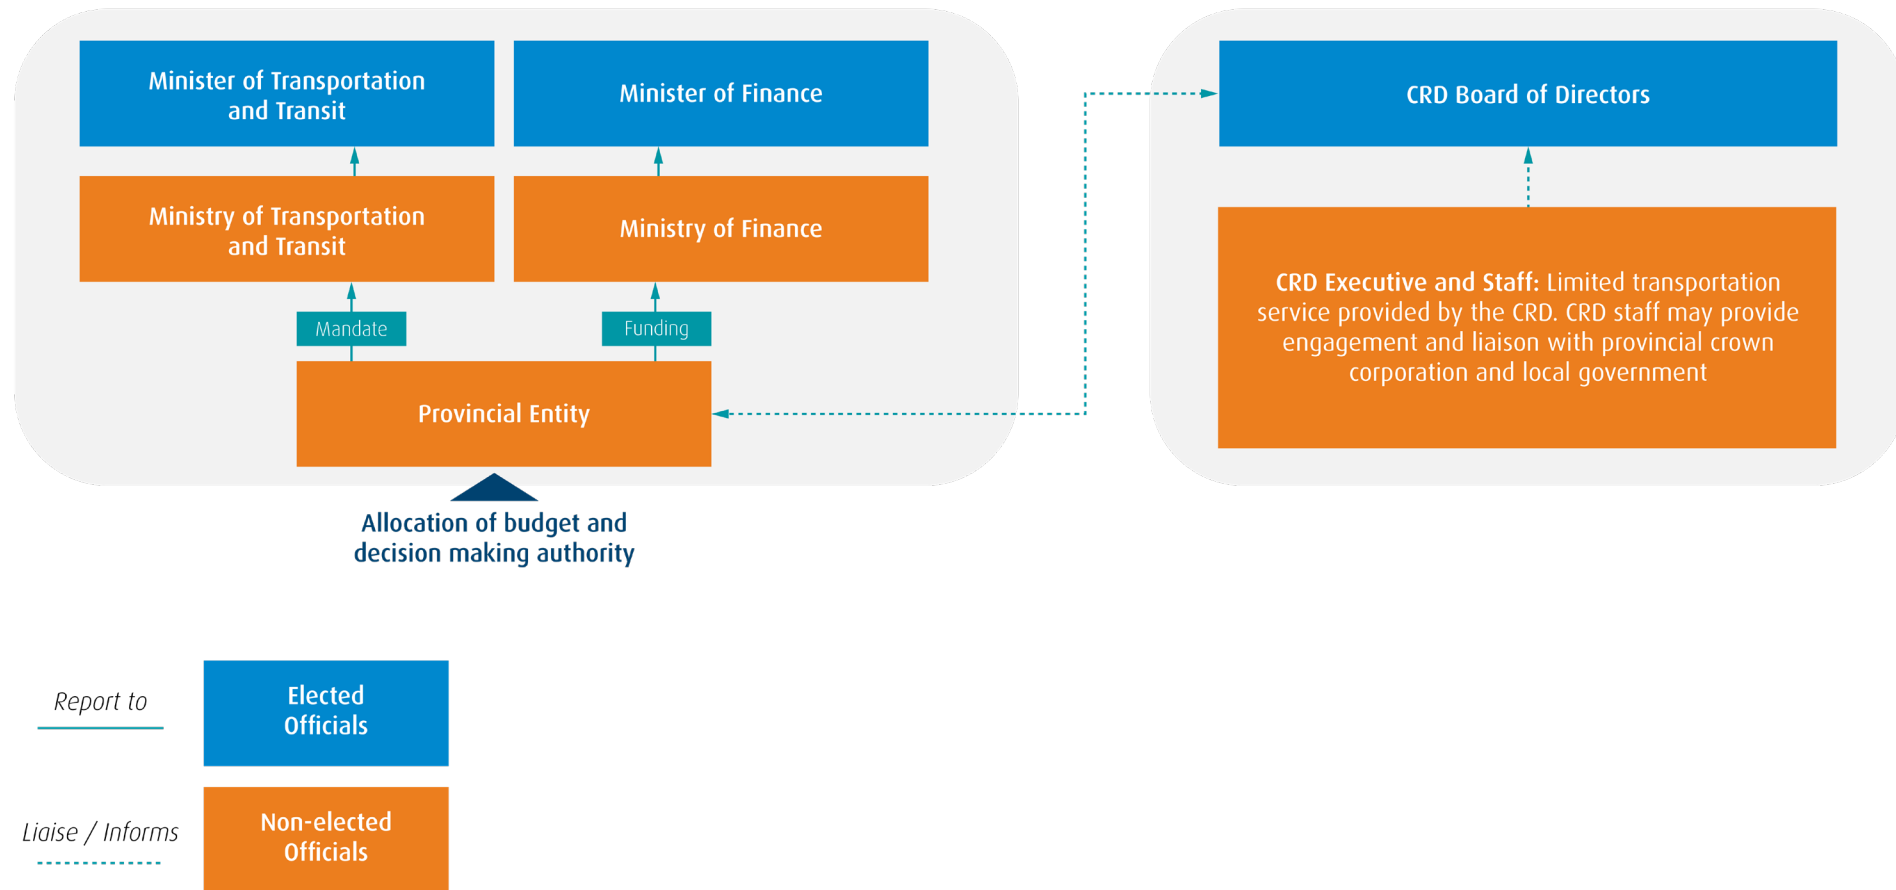 Minister of Transportation
and Transit
Minister of Finance
CRD Board of Directors
Ministry of Transportation
and Transit
Ministry of Finance
CRD Executive and Staff: Limited transportation
service provided by the CRD. CRD staff may provide
engagement and liaison with provincial crown
corporation and local government
Mandate
Funding
Provincial Entity
Allocation of budget and
decision making authority
Report to
Elected
Officials
Liaise / Informs
Non-elected
Officials